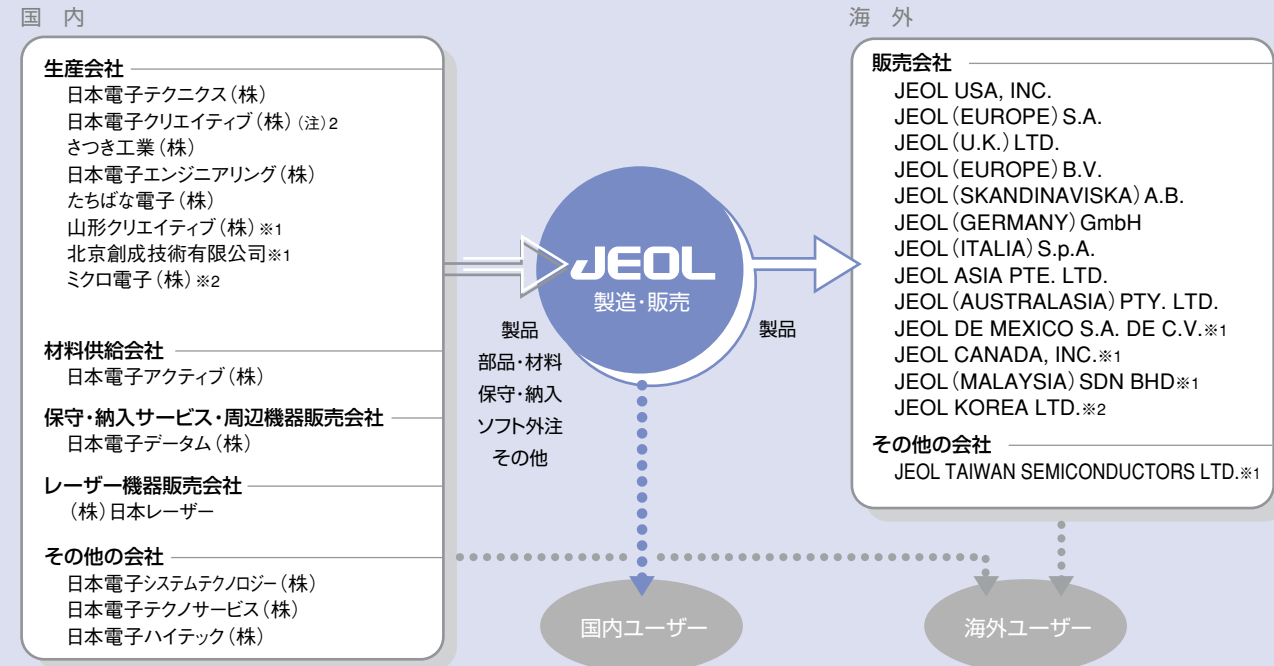 国 内
生産会社
日本電子テクニクス(株)
日本電子クリエイティブ(株)(注)2
さつき工業(株)
日本電子エンジニアリング(株)
たちばな電子(株)
山形クリエイティブ(株)※1
北京創成技術有限公司※1
ミクロ電子(株)※2
材料供給会社
日本電子アクティブ(株)
保守・納入サービス・周辺機器販売会社
日本電子データム(株)
レーザー機器販売会社
(株)日本レーザー
その他の会社
日本電子システムテクノロジー(株)
日本電子テクノサービス(株)
日本電子ハイテック(株)
JEOL
製造・販売
製品
部品・材料
保守・納入
ソフト外注
その他
製品
海 外
販売会社
JEOL USA, INC.
JEOL(EUROPE)S.A.
JEOL(U.K.)LTD.
JEOL(EUROPE)B.V.
JEOL(SKANDINAVISKA)A.B.
JEOL(GERMANY)GmbH
JEOL(ITALIA)S.p.A.
JEOL ASIA PTE. LTD.
JEOL(AUSTRALASIA)PTY. LTD.
JEOL DE MEXICO S.A. DE C.V.※1
JEOL CANADA, INC.※1
JEOL(MALAYSIA)SDN BHD※1
JEOL KOREA LTD.※2
その他の会社
JEOL TAIWAN SEMICONDUCTORS LTD.※1
国内ユーザー
海外ユーザー